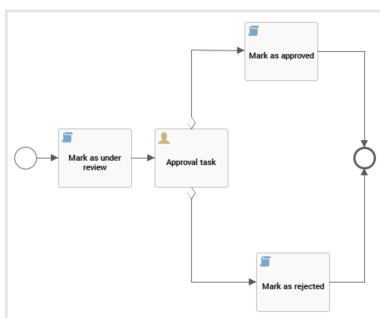 Mark as approved
Mark as under
review
Approval task
Mark as rejected